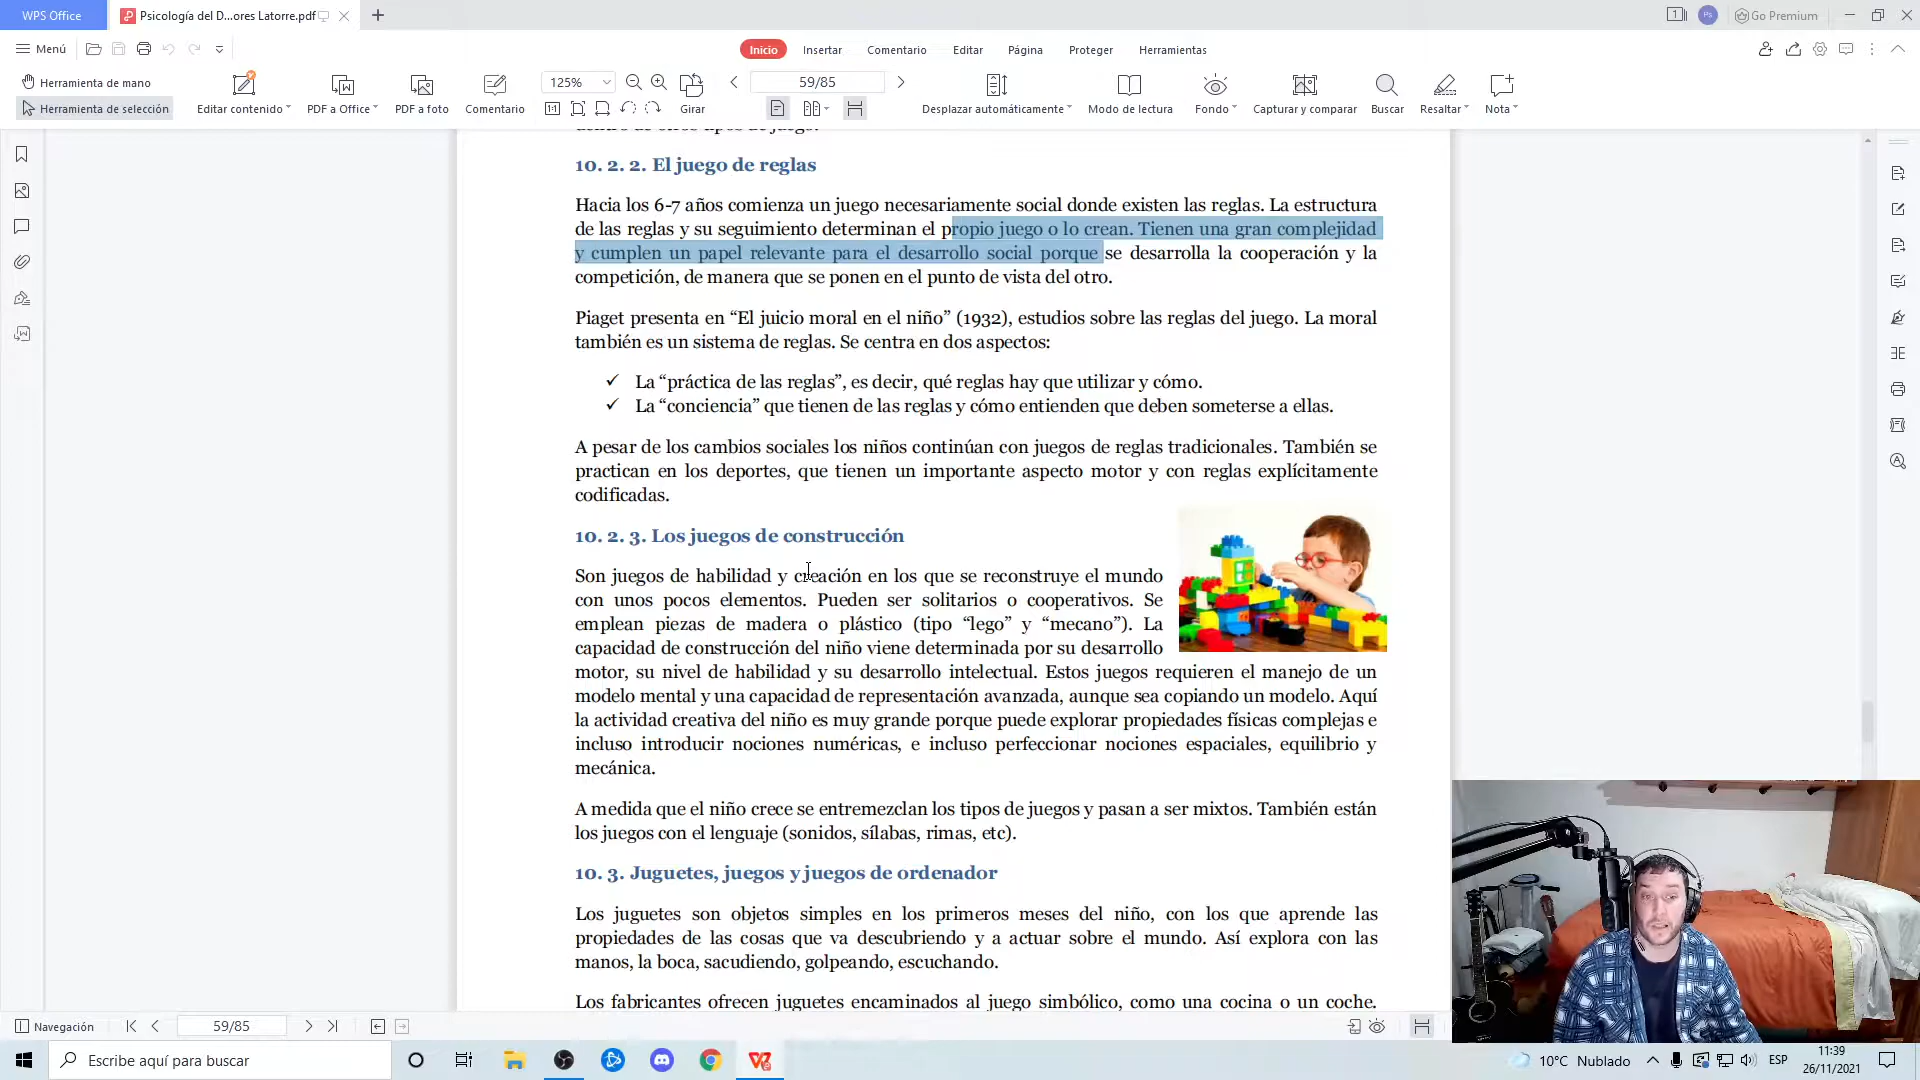 WPS Office
Psicología del D...ores Latorre.pdf
1
Ps
Go Premium
Menú
Inicio
Insertar
Comentario
Editar
Página
Proteger
Herramientas
Herramienta de mano
Herramienta de selección
Editar contenido
PDF a Office
PDF a foto
Comentario
125%
Girar
59/85
Desplazar automáticamente
Modo de lectura
Fondo
Capturar y comparar
Buscar
Resaltar
Nota
dentro de otros tipos de juego.
10. 2. 2. El juego de reglas
Hacia los 6-7 años comienza un juego necesariamente social donde existen las reglas. La estructura
de las reglas y su seguimiento determinan el propio juego o lo crean. Tienen una gran complejidad
y cumplen un papel relevante para el desarrollo social porque se desarrolla la cooperación y la
competición, de manera que se ponen en el punto de vista del otro.
Piaget presenta en “El juicio moral en el niño” (1932), estudios sobre las reglas del juego. La moral
también es un sistema de reglas. Se centra en dos aspectos:
✓ La “práctica de las reglas”, es decir, qué reglas hay que utilizar y cómo.
✓ La “conciencia” que tienen de las reglas y cómo entienden que deben someterse a ellas.
A pesar de los cambios sociales los niños continúan con juegos de reglas tradicionales. También se
practican en los deportes, que tienen un importante aspecto motor y con reglas explícitamente
codificadas.
10. 2. 3. Los juegos de construcción
Son juegos de habilidad y creación en los que se reconstruye el mundo
con unos pocos elementos. Pueden ser solitarios o cooperativos. Se
emplean piezas de madera o plástico (tipo “lego” y “mecano”). La
capacidad de construcción del niño viene determinada por su desarrollo
motor, su nivel de habilidad y su desarrollo intelectual. Estos juegos requieren el manejo de un
modelo mental y una capacidad de representación avanzada, aunque sea copiando un modelo. Aquí
la actividad creativa del niño es muy grande porque puede explorar propiedades físicas complejas e
incluso introducir nociones numéricas, e incluso perfeccionar nociones espaciales, equilibrio y
mecánica.
A medida que el niño crece se entremezclan los tipos de juegos y pasan a ser mixtos. También están
los juegos con el lenguaje (sonidos, sílabas, rimas, etc).
10. 3. Juguetes, juegos y juegos de ordenador
Los juguetes son objetos simples en los primeros meses del niño, con los que aprende las
propiedades de las cosas que va descubriendo y a actuar sobre el mundo. Así explora con las
manos, la boca, sacudiendo, golpeando, escuchando.
Los fabricantes ofrecen juguetes encaminados al juego simbólico, como una cocina o un coche.
Navegación
59/85
Escribe aquí para buscar
10°C Nublado
ESP
11:39
26/11/2021